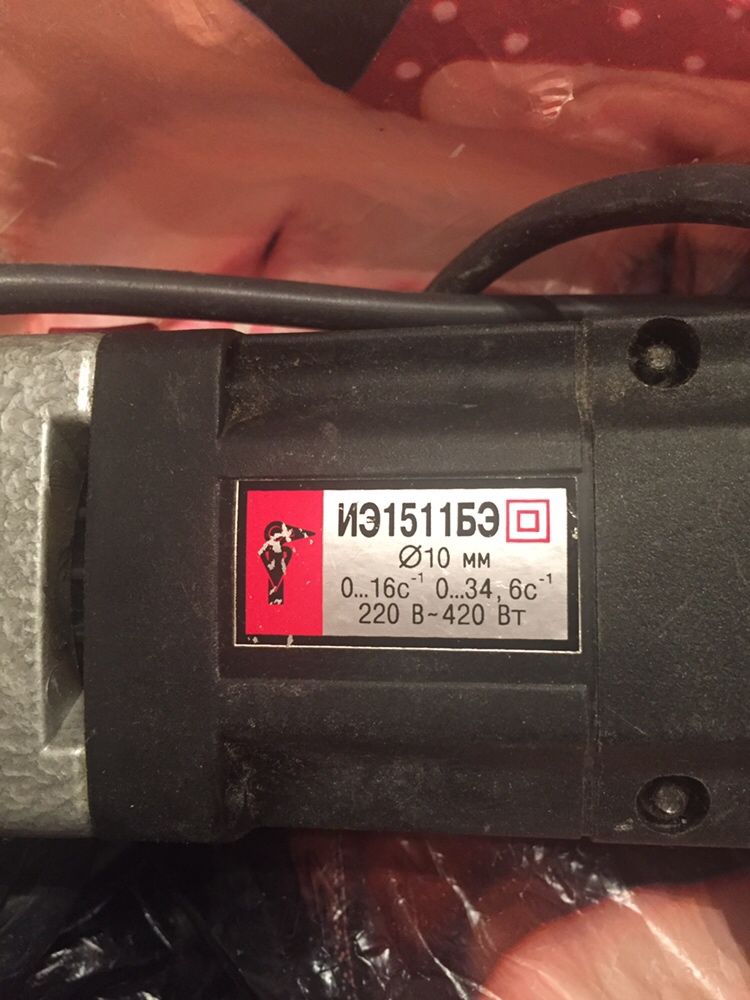 ИЭ1511БЭ
Ø10 мм
0...16с⁻¹ 0...34,6с⁻¹
220 В~420 Вт